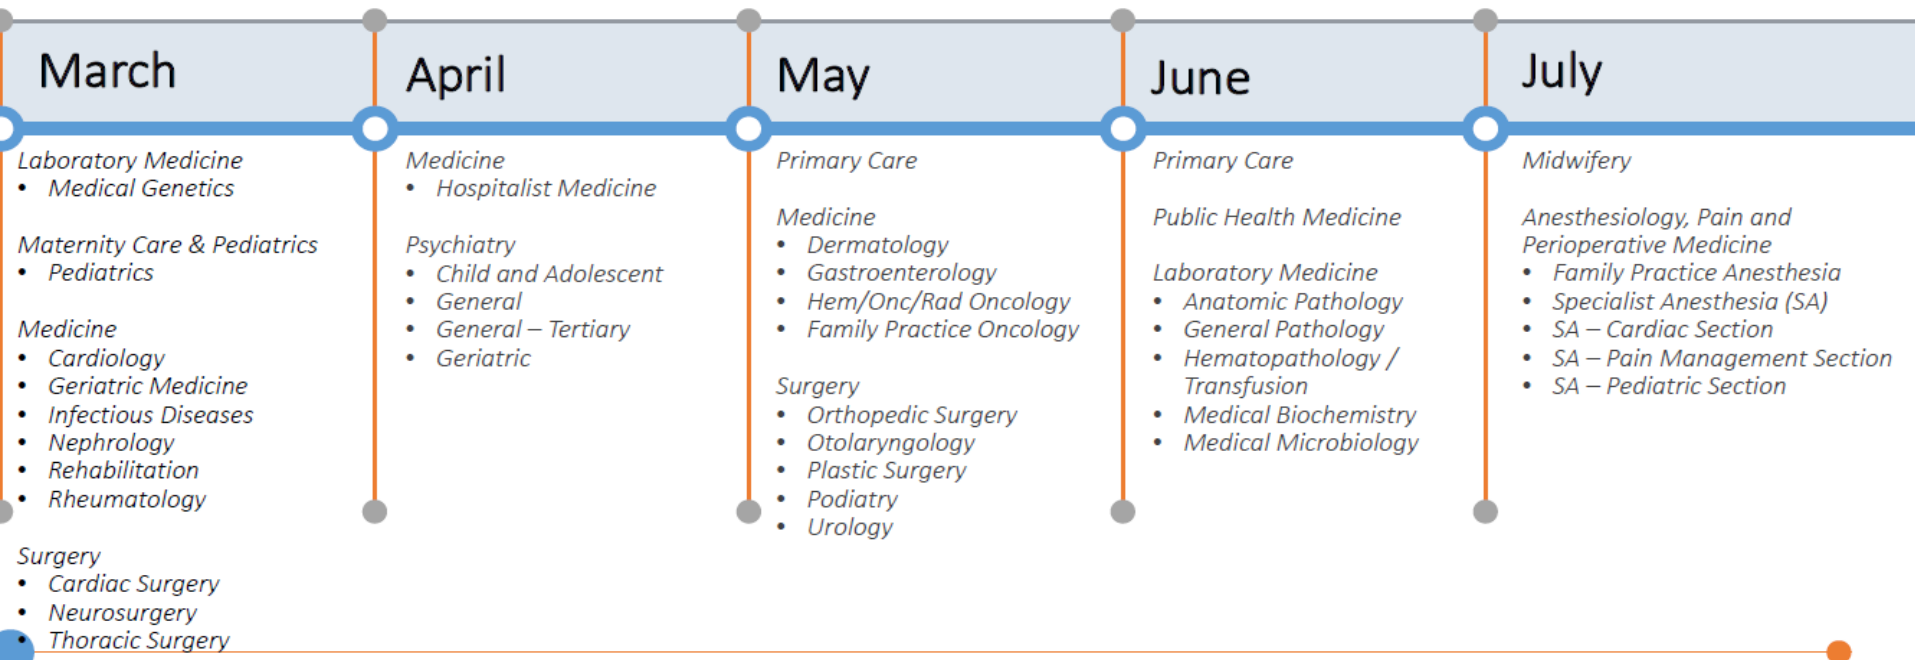 March
Laboratory Medicine
• Medical Genetics
Maternity Care & Pediatrics
• Pediatrics
Medicine
• Cardiology
• Geriatric Medicine
• Infectious Diseases
• Nephrology
• Rehabilitation
• Rheumatology
Surgery
• Cardiac Surgery
• Neurosurgery
• Thoracic Surgery
April
Medicine
• Hospitalist Medicine
Psychiatry
• Child and Adolescent
• General
• General – Tertiary
• Geriatric
May
Primary Care
Medicine
• Dermatology
• Gastroenterology
• Hem/Onc/Rad Oncology
• Family Practice Oncology
Surgery
• Orthopedic Surgery
• Otolaryngology
• Plastic Surgery
• Podiatry
• Urology
June
Primary Care
Public Health Medicine
Laboratory Medicine
• Anatomic Pathology
• General Pathology
• Hematopathology /
Transfusion
• Medical Biochemistry
• Medical Microbiology
July
Midwifery
Anesthesiology, Pain and
Perioperative Medicine
• Family Practice Anesthesia
• Specialist Anesthesia (SA)
• SA – Cardiac Section
• SA – Pain Management Section
• SA – Pediatric Section